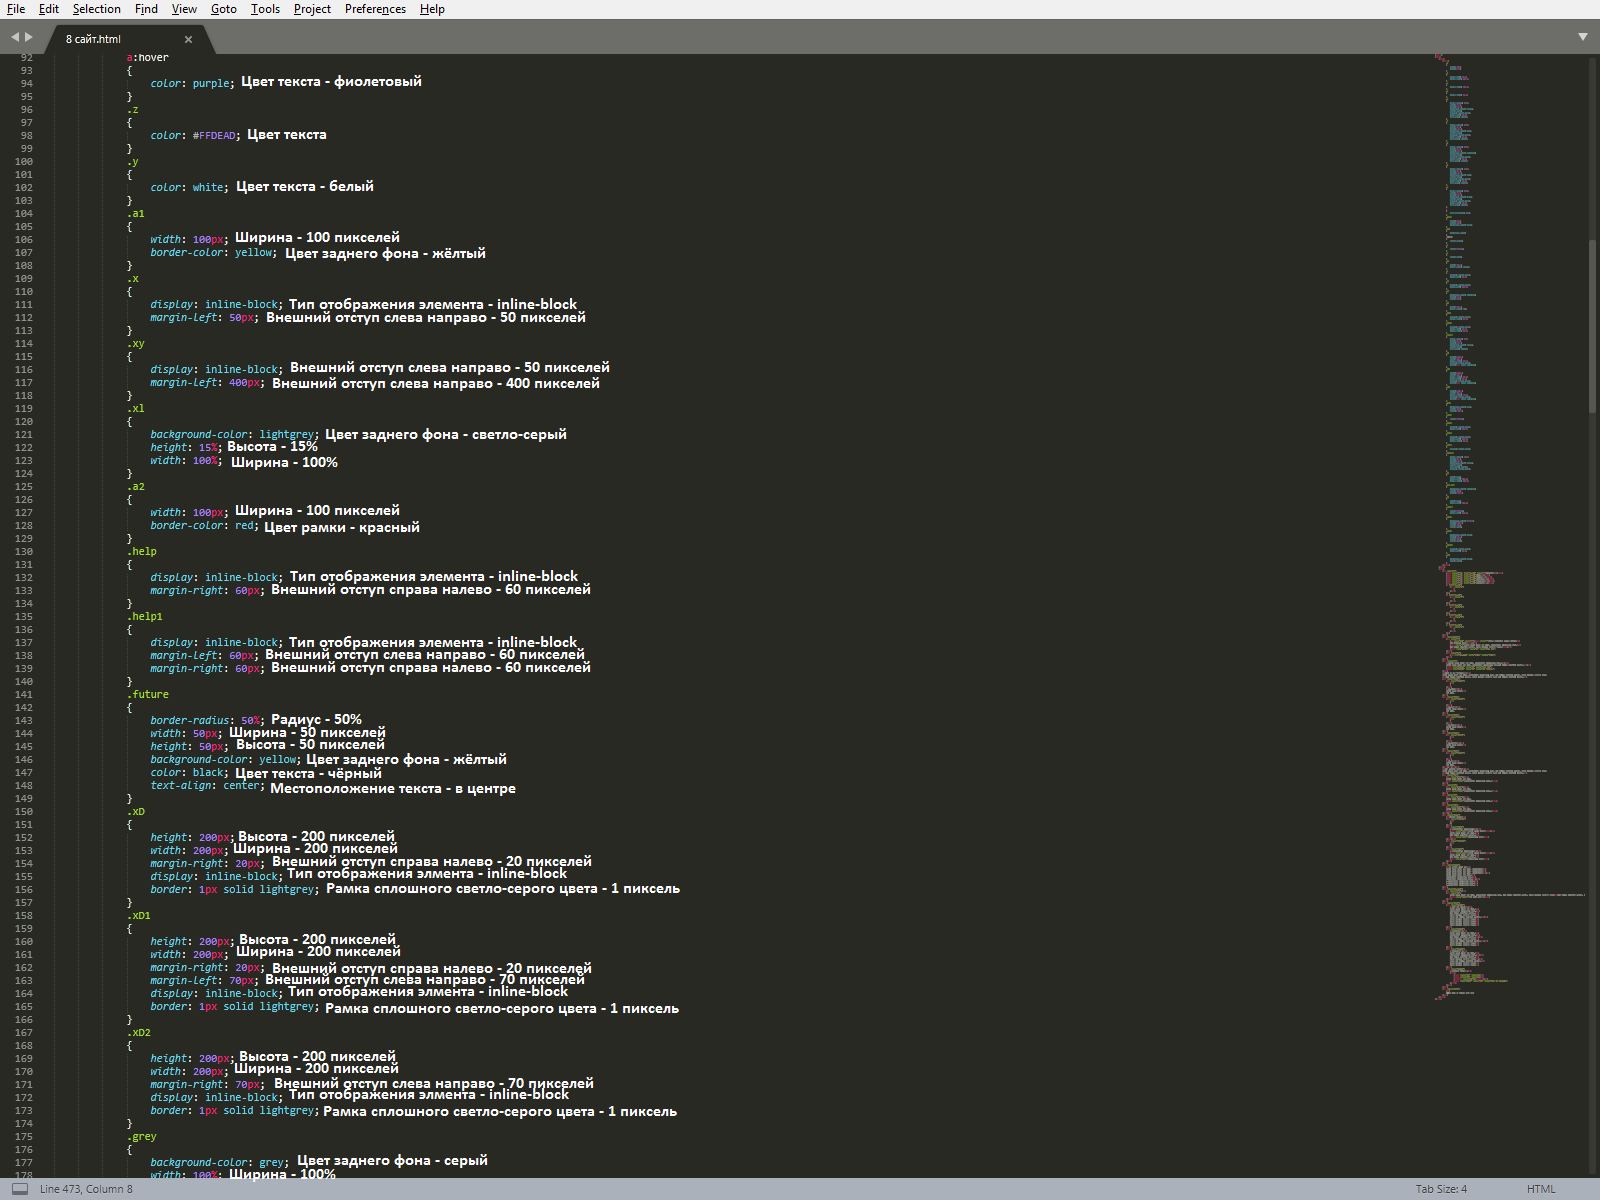 File Edit Selection Find View Goto Tools Project Preferences Help
8 сайт.html
92 a:hover
93 {
94 color: purple; Цвет текста - фиолетовый
95 }
96 .z
97 {
98 color: #FFDEAD; Цвет текста
99 }
100 .y
101 {
102 color: white; Цвет текста - белый
103 }
104 .a1
105 {
106 width: 100px; Ширина - 100 пикселей
107 border-color: yellow; Цвет заднего фона - жёлтый
108 }
109 .x
110 {
111 display: inline-block; Тип отображения элемента - inline-block
112 margin-left: 50px; Внешний отступ слева направо - 50 пикселей
113 }
114 .xy
115 {
116 display: inline-block; Внешний отступ слева направо - 50 пикселей
117 margin-left: 400px; Внешний отступ слева направо - 400 пикселей
118 }
119 .xl
120 {
121 background-color: lightgrey; Цвет заднего фона - светло-серый
122 height: 15%; Высота - 15%
123 width: 100%; Ширина - 100%
124 }
125 .a2
126 {
127 width: 100px; Ширина - 100 пикселей
128 border-color: red; Цвет рамки - красный
129 }
130 .help
131 {
132 display: inline-block; Тип отображения элемента - inline-block
133 margin-right: 60px; Внешний отступ справа налево - 60 пикселей
134 }
135 .help1
136 {
137 display: inline-block; Тип отображения элемента - inline-block
138 margin-left: 60px; Внешний отступ слева направо - 60 пикселей
139 margin-right: 60px; Внешний отступ справа налево - 60 пикселей
140 }
141 .future
142 {
143 border-radius: 50%; Радиус - 50%
144 width: 50px; Ширина - 50 пикселей
145 height: 50px; Высота - 50 пикселей
146 background-color: yellow; Цвет заднего фона - жёлтый
147 color: black; Цвет текста - чёрный
148 text-align: center; Местоположение текста - в центре
149 }
150 .xD
151 {
152 height: 200px; Высота - 200 пикселей
153 width: 200px; Ширина - 200 пикселей
154 margin-right: 20px; Внешний отступ справа налево - 20 пикселей
155 display: inline-block; Тип отображения элмента - inline-block
156 border: 1px solid lightgrey; Рамка сплошного светло-серого цвета - 1 пиксель
157 }
158 .xD1
159 {
160 height: 200px; Высота - 200 пикселей
161 width: 200px; Ширина - 200 пикселей
162 margin-right: 20px; Внешний отступ справа налево - 20 пикселей
163 margin-left: 70px; Внешний отступ слева направо - 70 пикселей
164 display: inline-block; Тип отображения элмента - inline-block
165 border: 1px solid lightgrey; Рамка сплошного светло-серого цвета - 1 пиксель
166 }
167 .xD2
168 {
169 height: 200px; Высота - 200 пикселей
170 width: 200px; Ширина - 200 пикселей
171 margin-right: 70px; Внешний отступ слева направо - 70 пикселей
172 display: inline-block; Тип отображения элмента - inline-block
173 border: 1px solid lightgrey; Рамка сплошного светло-серого цвета - 1 пиксель
174 }
175 .grey
176 {
177 background-color: grey; Цвет заднего фона - серый
178 width: 100%; Ширина - 100%
Line 473, Column 8 Tab Size: 4 HTML